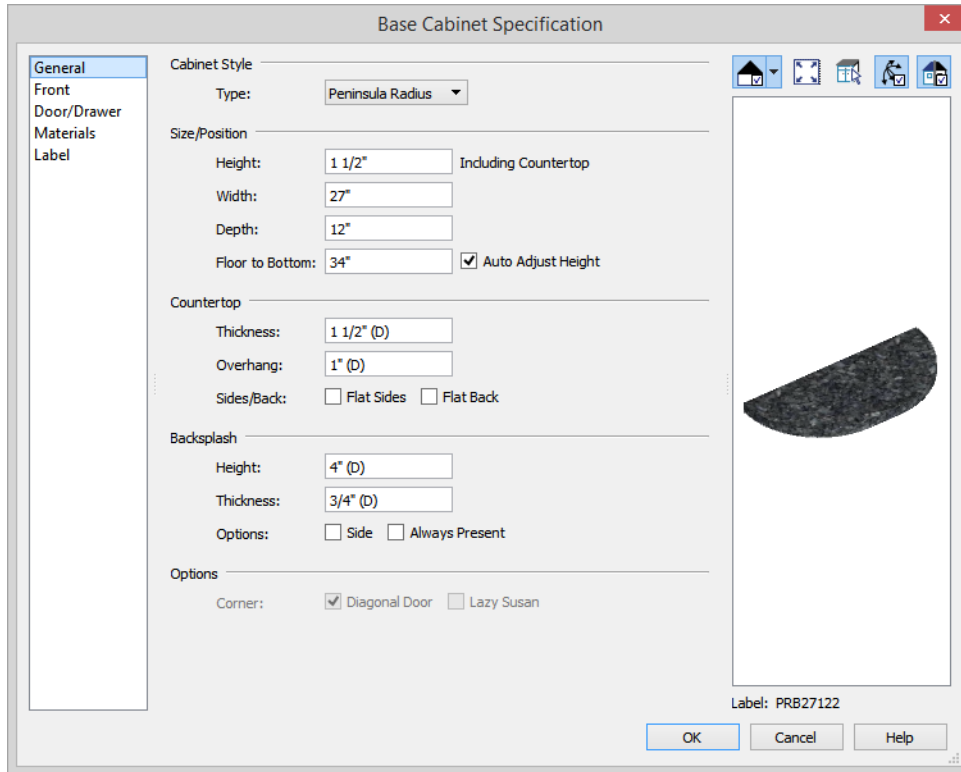 Base Cabinet Specification
General
Front
Door/Drawer
Materials
Label
Cabinet Style
Type: Peninsula Radius
Size/Position
Height: 1 1/2" Including Countertop
Width: 27"
Depth: 12"
Floor to Bottom: 34" Auto Adjust Height
Countertop
Thickness: 1 1/2" (D)
Overhang: 1" (D)
Sides/Back: Flat Sides Flat Back
Backsplash
Height: 4" (D)
Thickness: 3/4" (D)
Options: Side Always Present
Options
Corner: Diagonal Door Lazy Susan
Label: PRB27122
OK Cancel Help